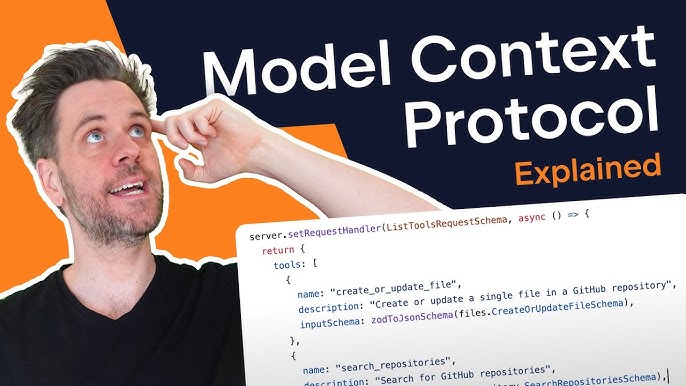 Model Context
Protocol
Explained
server.setRequestHandler(ListToolsRequestSchema, async () => {
return {
tools: [
{
name: "create_or_update_file",
description: "Create or update a single file in a GitHub repository",
inputSchema: zodToJsonSchema(files.CreateOrUpdateFileSchema),
},
{
name: "search_repositories",
description: "Search for GitHub repositories",
SearchRepositoriesSchema),